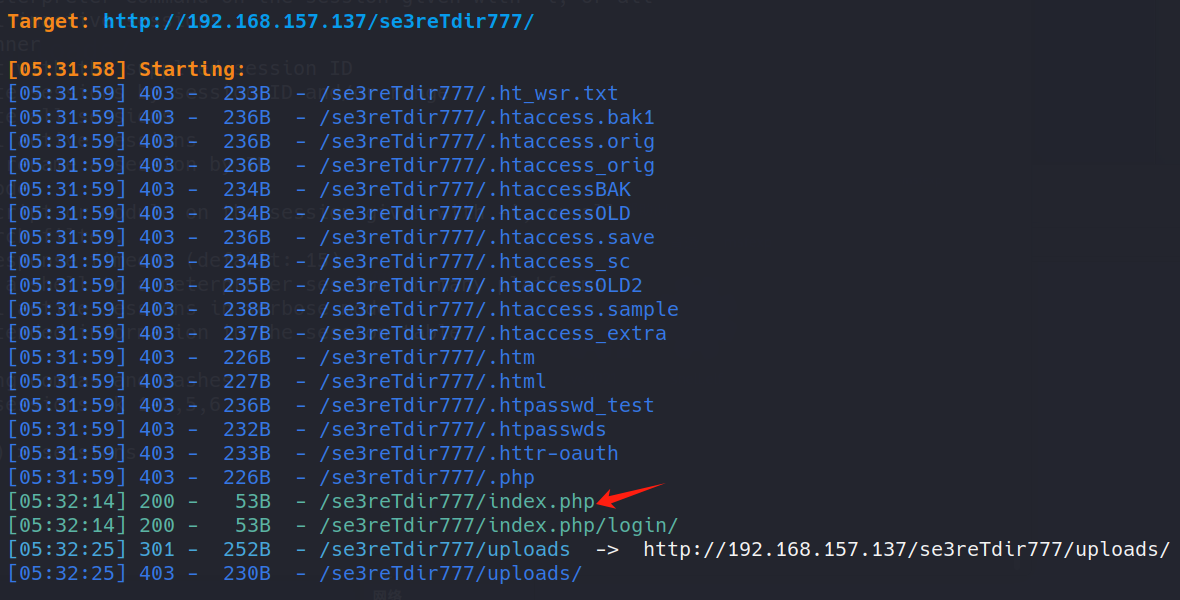 Target: http://192.168.157.137/se3reTdir777/
[05:31:58] Starting:
[05:31:59] 403 -  233B  - /se3reTdir777/.ht_wsr.txt
[05:31:59] 403 -  236B  - /se3reTdir777/.htaccess.bak1
[05:31:59] 403 -  236B  - /se3reTdir777/.htaccess.orig
[05:31:59] 403 -  236B  - /se3reTdir777/.htaccess_orig
[05:31:59] 403 -  234B  - /se3reTdir777/.htaccessBAK
[05:31:59] 403 -  234B  - /se3reTdir777/.htaccessOLD
[05:31:59] 403 -  236B  - /se3reTdir777/.htaccess.save
[05:31:59] 403 -  234B  - /se3reTdir777/.htaccess_sc
[05:31:59] 403 -  235B  - /se3reTdir777/.htaccessOLD2
[05:31:59] 403 -  238B  - /se3reTdir777/.htaccess.sample
[05:31:59] 403 -  237B  - /se3reTdir777/.htaccess_extra
[05:31:59] 403 -  226B  - /se3reTdir777/.htm
[05:31:59] 403 -  227B  - /se3reTdir777/.html
[05:31:59] 403 -  236B  - /se3reTdir777/.htpasswd_test
[05:31:59] 403 -  232B  - /se3reTdir777/.htpasswds
[05:31:59] 403 -  233B  - /se3reTdir777/.httr-oauth
[05:31:59] 403 -  226B  - /se3reTdir777/.php
[05:32:14] 200 -   53B  - /se3reTdir777/index.php
[05:32:14] 200 -   53B  - /se3reTdir777/index.php/login/
[05:32:25] 301 -  252B  - /se3reTdir777/uploads  ->  http://192.168.157.137/se3reTdir777/uploads/
[05:32:25] 403 -  230B  - /se3reTdir777/uploads/